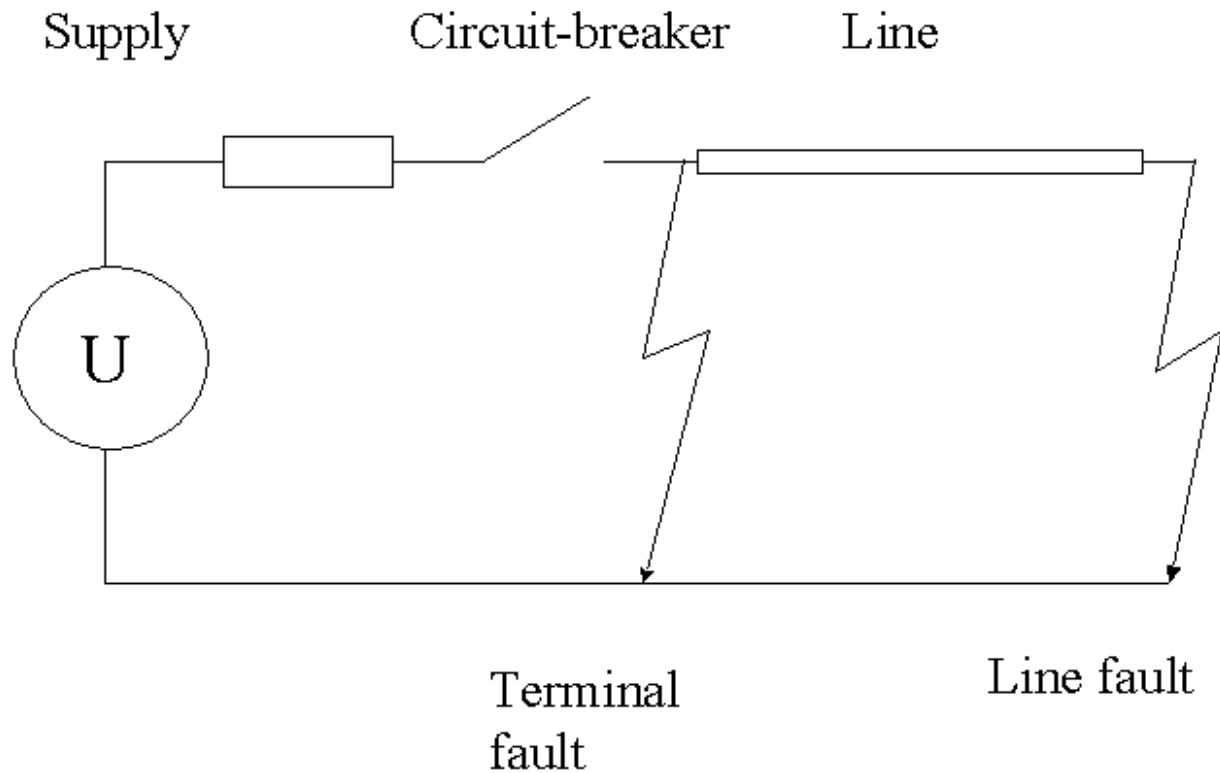 Supply
Circuit-breaker
Line
U
Terminal
fault
Line fault